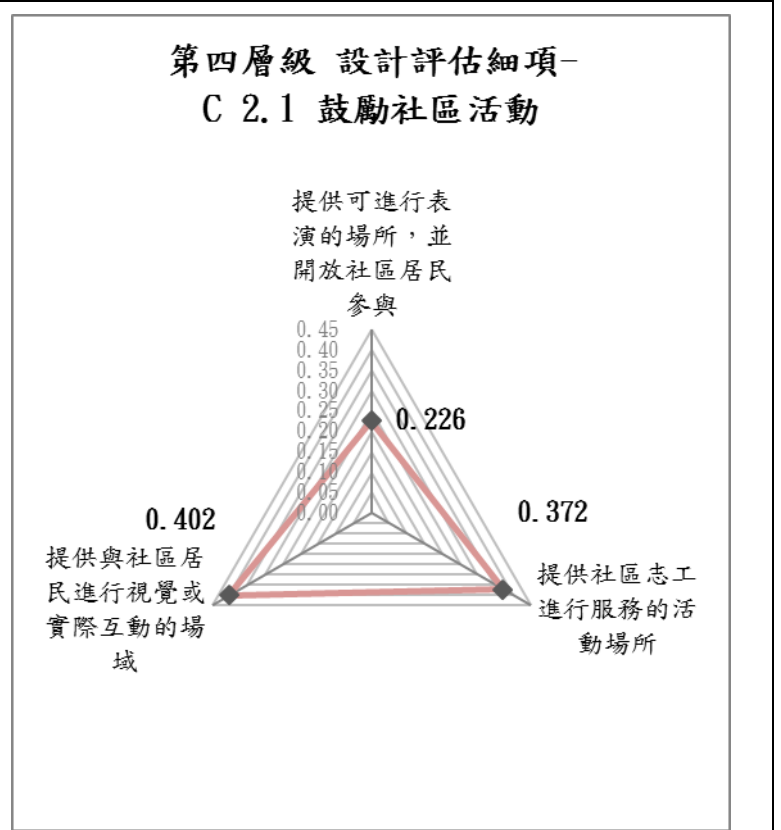 第四層級 設計評估細項-
C 2.1 鼓勵社區活動
提供可進行表
演的場所，並
開放社區居民
參與
0.45
0.40
0.35
0.30
0.25
0.20
0.15
0.10
0.05
0.00
0.226
0.372
提供社區志工
進行服務的活
動場所
0.402
提供與社區居
民進行視覺或
實際互動的場
域